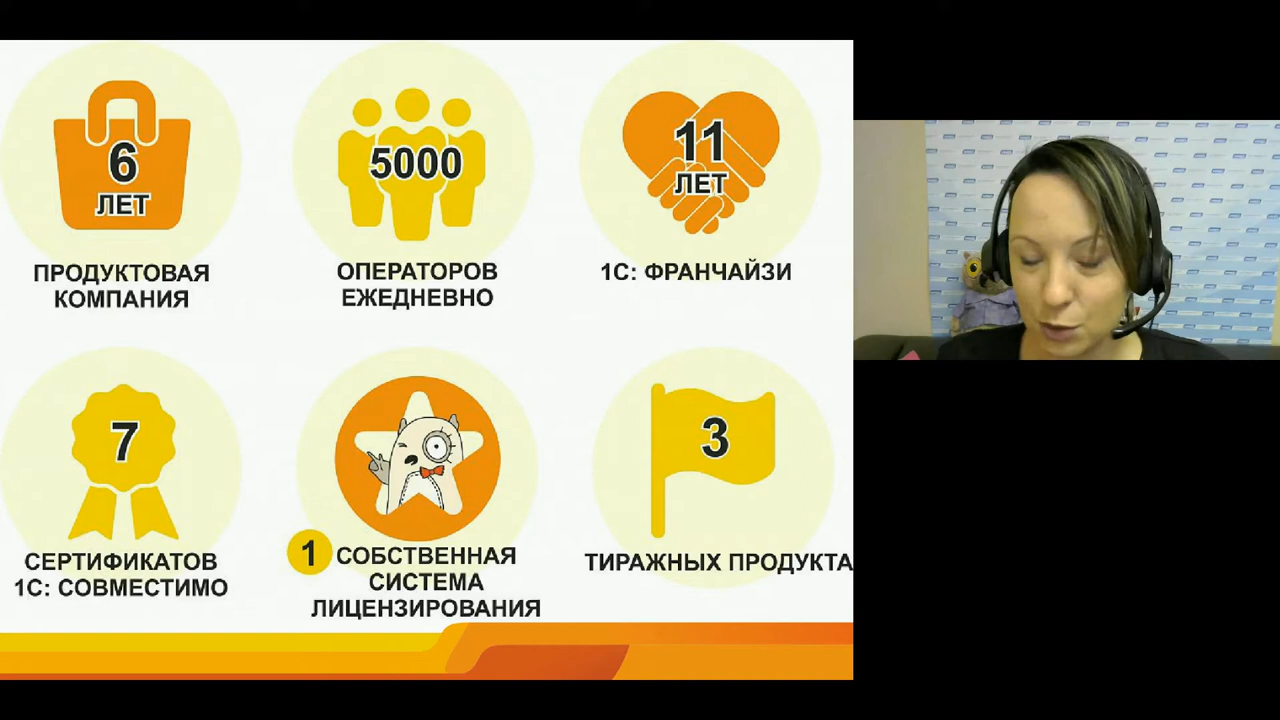 6
ЛЕТ
ПРОДУКТОВАЯ
КОМПАНИЯ
5000
ОПЕРАТОРОВ
ЕЖЕДНЕВНО
11
ЛЕТ
1С: ФРАНЧАЙЗИ
7
СЕРТИФИКАТОВ
1С: СОВМЕСТИМО
1 СОБСТВЕННАЯ
СИСТЕМА
ЛИЦЕНЗИРОВАНИЯ
3
ТИРАЖНЫХ ПРОДУКТА